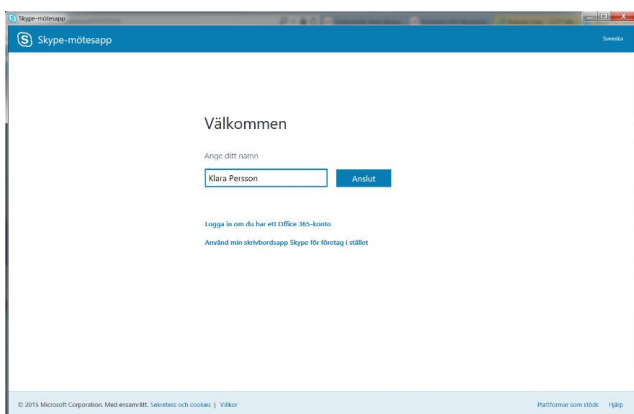 Skype-mötesapp
Skype-mötesapp
Svenska
Välkommen
Ange ditt namn
Klara Persson
Anslut
Logga in om du har ett Office 365-konto
Använd min skrivbordsapp Skype för företag i stället
© 2015 Microsoft Corporation. Med ensamrätt. Sekretess och cookies | Villkor
Plattformar som stöds Hjälp